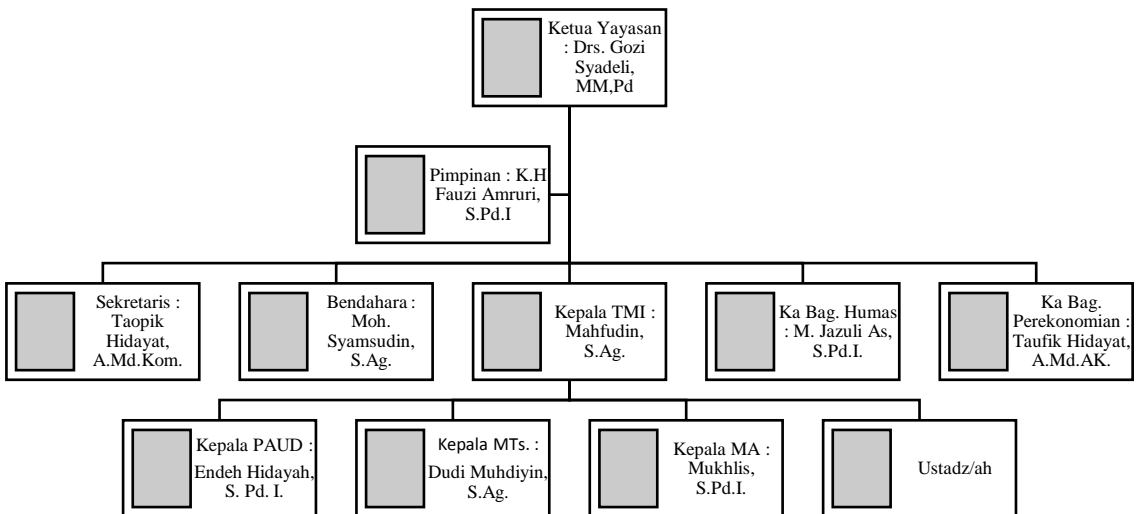 Ketua Yayasan
: Drs. Gozi
Syadeli,
MM,Pd
Pimpinan : K.H
Fauzi Amruri,
S.Pd.I
Sekretaris :
Taopik
Hidayat,
A.Md.Kom.
Bendahara :
Moh.
Syamsudin,
S.Ag.
Kepala TMI :
Mahfudin,
S.Ag.
Ka Bag. Humas
: M. Jazuli As,
S.Pd.I.
Ka Bag.
Perekonomian :
Taufik Hidayat,
A.Md.AK.
Kepala PAUD :
Endeh Hidayah,
S. Pd. I.
Kepala MTs. :
Dudi Muhdiyin,
S.Ag.
Kepala MA :
Mukhlis,
S.Pd.I.
Ustadz/ah